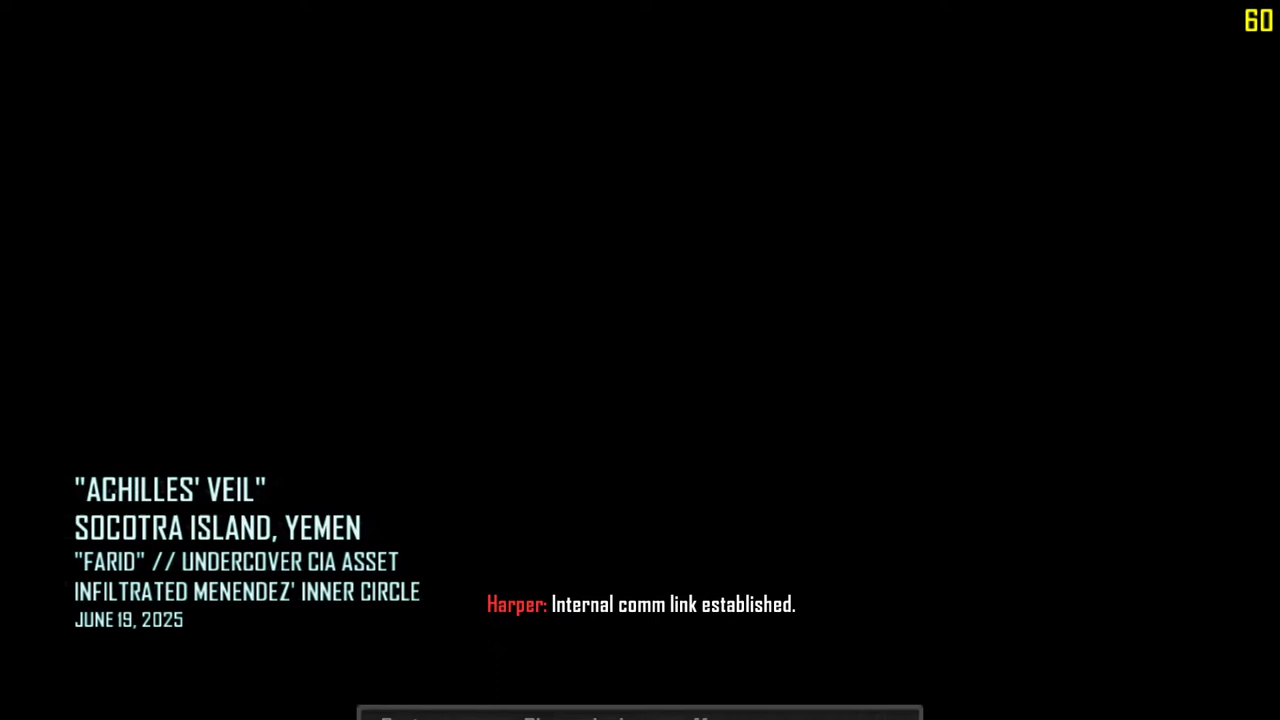 60
"ACHILLES' VEIL"
SOCOTRA ISLAND, YEMEN
"FARID" // UNDERCOVER CIA ASSET
INFILTRATED MENENDEZ' INNER CIRCLE
JUNE 19, 2025
Harper: Internal comm link established.